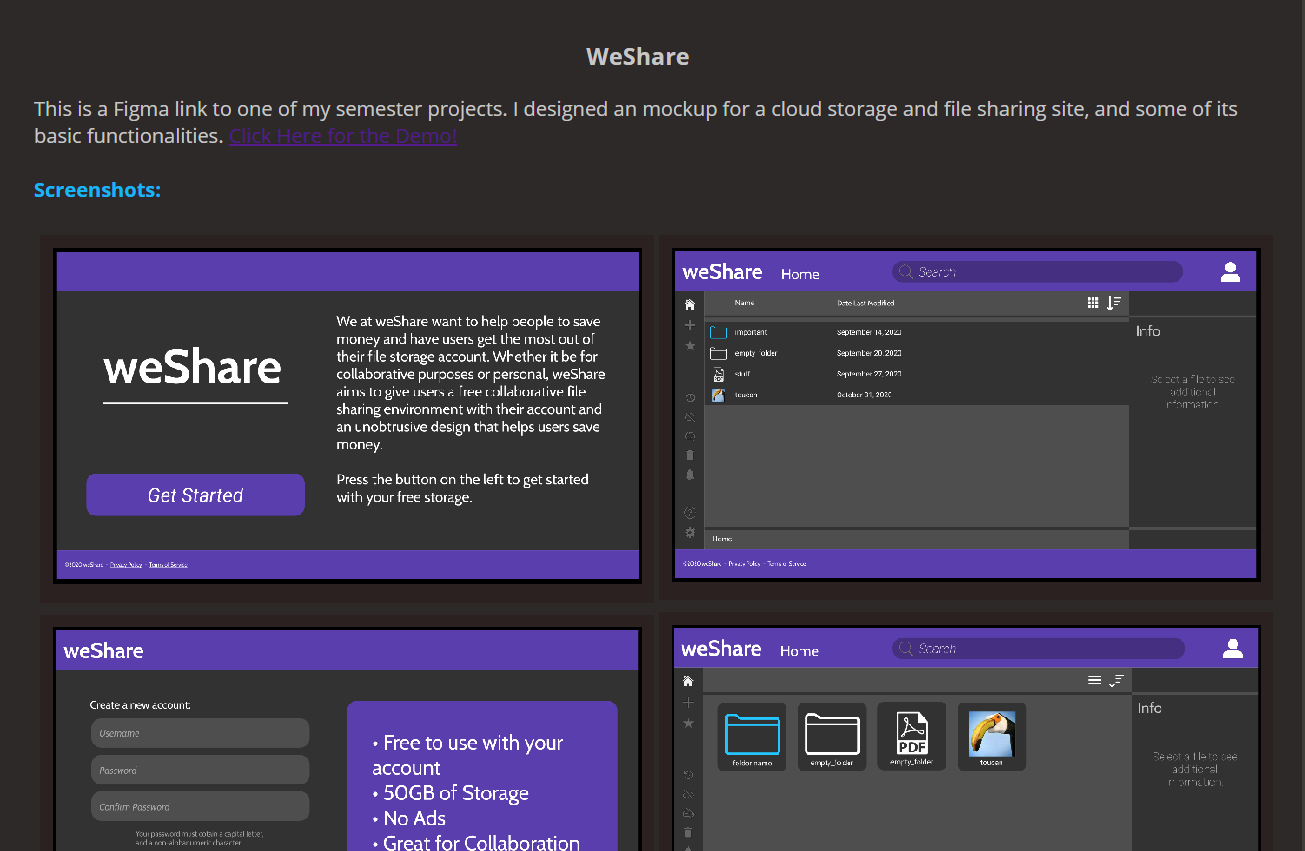 WeShare
This is a Figma link to one of my semester projects. I designed an mockup for a cloud storage and file sharing site, and some of its
basic functionalities. Click Here for the Demo!
Screenshots:
weShare
Get Started
We at weShare want to help people to save
money and have users get the most out of
their file storage account. Whether it be for
collaborative purposes or personal, weShare
aims to give users a free collaborative file
sharing environment with their account and
an unobtrusive design that helps users save
money.
Press the button on the left to get started
with your free storage.
©2020 weShare - Privacy Policy - Terms of Service
weShare Home Search
Name Date Last Modified
important September 14, 2020
empty_folder September 20, 2020
stuff September 27, 2020
toucan October 31, 2020
Info
Select a file to see
additional
information.
Home
©2020 weShare - Privacy Policy - Terms of Service
weShare
Create a new account:
Username
Password
Confirm Password
Your password must cotain a capital letter,
and a non-alphanumeric character
• Free to use with your
account
• 50GB of Storage
• No Ads
• Great for Collaboration
weShare Home Search
PDF
folder name empty_folder empty_folder toucan
Info
Select a file to see
additional
information.